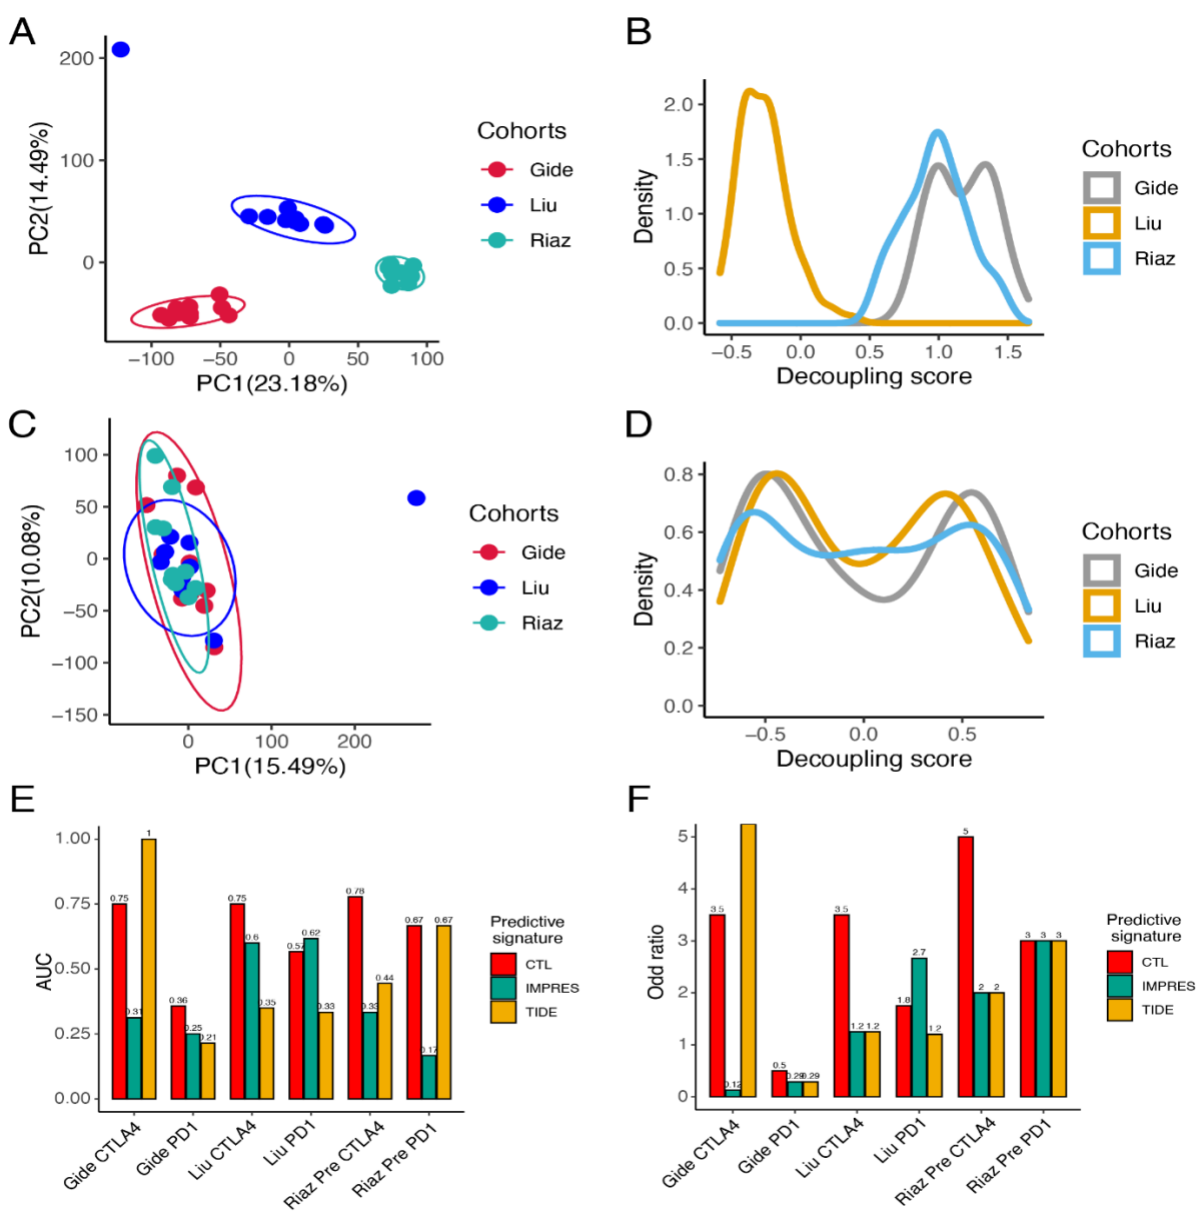 A
PC2(14.49%)
200
100
0
−100
−50
0
50
100
PC1(23.18%)
Cohorts
Gide
Liu
Riaz
B
Density
2.0
1.5
1.0
0.5
0.0
−0.5
0.0
0.5
1.0
1.5
Decoupling score
Cohorts
Gide
Liu
Riaz
C
PC2(10.08%)
100
50
0
−50
−100
−150
0
100
200
PC1(15.49%)
Cohorts
Gide
Liu
Riaz
D
Density
0.8
0.6
0.4
0.2
0.0
−0.5
0.0
0.5
Decoupling score
Cohorts
Gide
Liu
Riaz
E
AUC
1.00
0.75
0.50
0.25
0.00
0.75
0.31
1
0.36
0.25
0.21
0.75
0.6
0.35
0.57
0.62
0.33
0.78
0.33
0.44
0.67
0.17
0.67
Gide CTLA4
Gide PD1
Liu CTLA4
Liu PD1
Riaz Pre CTLA4
Riaz Pre PD1
Predictive
signature
CTL
IMPRES
TIDE
F
Odd ratio
5
4
3
2
1
0
3.5
0.12
0.5
0.29
0.29
3.5
1.2
1.2
1.8
2.7
1.2
5
2
2
3
3
3
Gide CTLA4
Gide PD1
Liu CTLA4
Liu PD1
Riaz Pre CTLA4
Riaz Pre PD1
Predictive
signature
CTL
IMPRES
TIDE